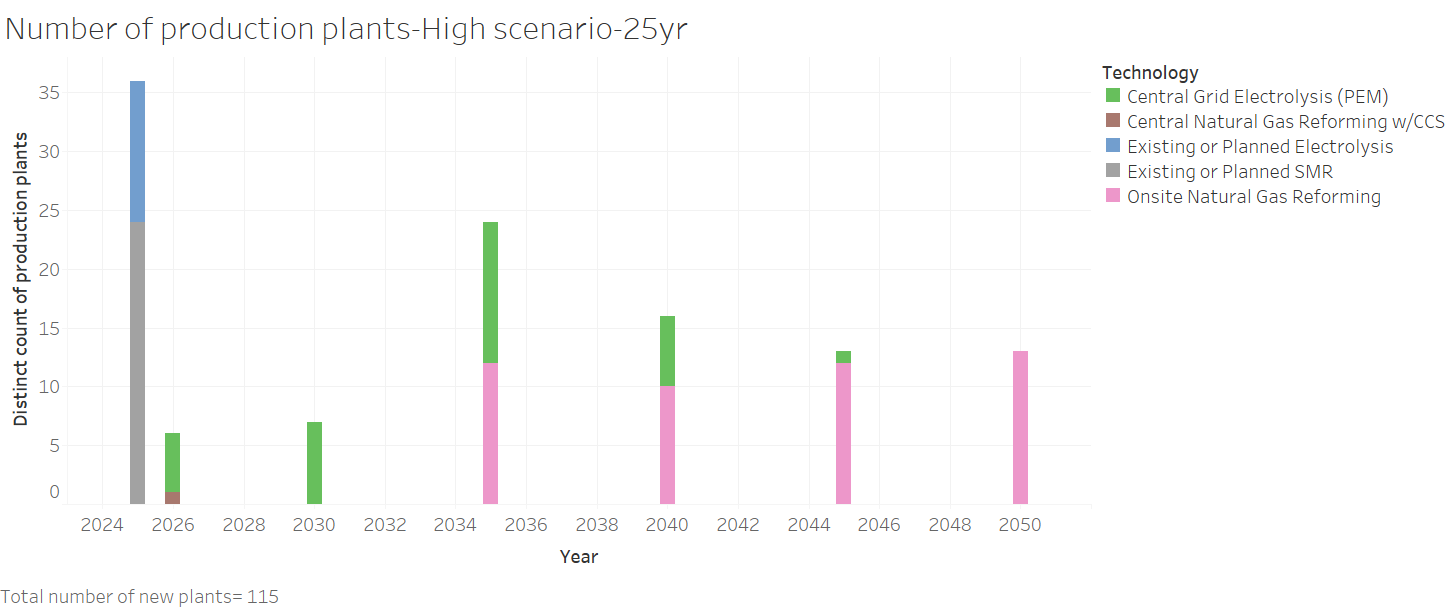 Number of production plants-High scenario-25yr
Technology
Central Grid Electrolysis (PEM)
Central Natural Gas Reforming w/CCS
Existing or Planned Electrolysis
Existing or Planned SMR
Onsite Natural Gas Reforming
Distinct count of production plants
35
30
25
20
15
10
5
0
2024 2026 2028 2030 2032 2034 2036 2038 2040 2042 2044 2046 2048 2050
Year
Total number of new plants= 115